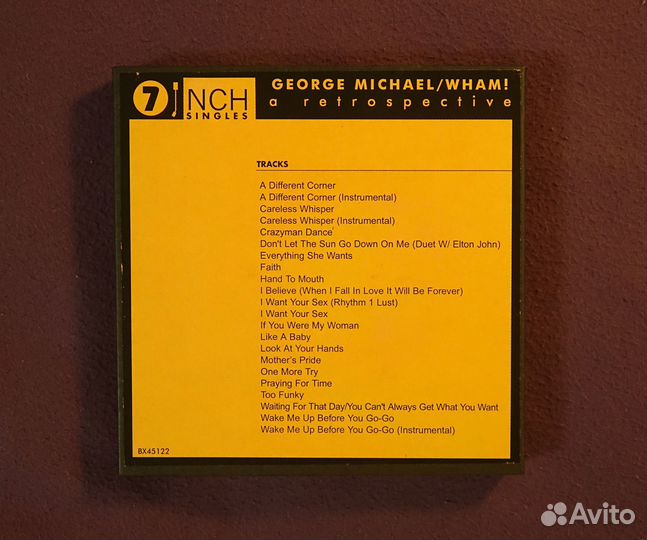 7 INCH
SINGLES
GEORGE MICHAEL/WHAM!
a retrospective
TRACKS
A Different Corner
A Different Corner (Instrumental)
Careless Whisper
Careless Whisper (Instrumental)
Crazyman Dance
Don't Let The Sun Go Down On Me (Duet W/ Elton John)
Everything She Wants
Faith
Hand To Mouth
I Believe (When I Fall In Love It Will Be Forever)
I Want Your Sex (Rhythm 1 Lust)
I Want Your Sex
If You Were My Woman
Like A Baby
Look At Your Hands
Mother's Pride
One More Try
Praying For Time
Too Funky
Waiting For That Day/You Can't Always Get What You Want
Wake Me Up Before You Go-Go
Wake Me Up Before You Go-Go (Instrumental)
BX45122
Avito